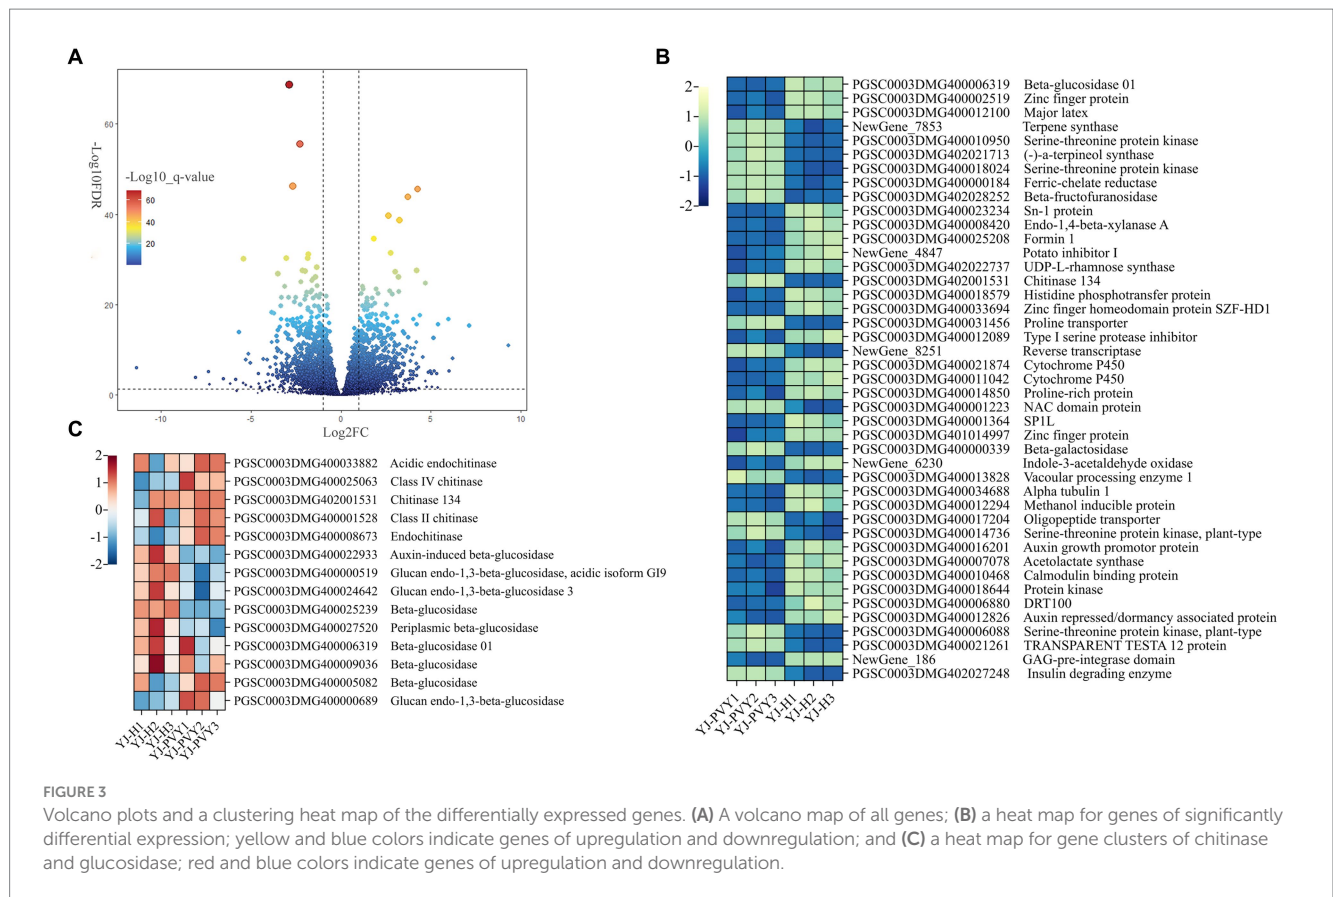 A
-Log10FDR
60
40
20
0
-Log10_q-value
60
40
20
-10
-5
0
5
10
Log2FC
B
2
1
0
-1
-2
PGSC0003DMG400006319 Beta-glucosidase 01
PGSC0003DMG400002519 Zinc finger protein
PGSC0003DMG400012100 Major latex
NewGene_7853 Terpene synthase
PGSC0003DMG400010950 Serine-threonine protein kinase
PGSC0003DMG402021713 (-)-a-terpineol synthase
PGSC0003DMG400018024 Serine-threonine protein kinase
PGSC0003DMG400000184 Ferric-chelate reductase
PGSC0003DMG402028252 Beta-fructofuranosidase
PGSC0003DMG400023234 Sn-1 protein
PGSC0003DMG400008420 Endo-1,4-beta-xylanase A
PGSC0003DMG400025208 Formin 1
NewGene_4847 Potato inhibitor I
PGSC0003DMG402022737 UDP-L-rhamnose synthase
PGSC0003DMG402001531 Chitinase 134
PGSC0003DMG400018579 Histidine phosphotransfer protein
PGSC0003DMG400033694 Zinc finger homeodomain protein SZF-HD1
PGSC0003DMG400031456 Proline transporter
PGSC0003DMG400012089 Type I serine protease inhibitor
NewGene_8251 Reverse transcriptase
PGSC0003DMG400021874 Cytochrome P450
PGSC0003DMG400011042 Cytochrome P450
PGSC0003DMG400014850 Proline-rich protein
PGSC0003DMG400001223 NAC domain protein
PGSC0003DMG400001364 SP1L
PGSC0003DMG401014997 Zinc finger protein
PGSC0003DMG400000339 Beta-galactosidase
NewGene_6230 Indole-3-acetaldehyde oxidase
PGSC0003DMG400013828 Vacoular processing enzyme 1
PGSC0003DMG400034688 Alpha tubulin 1
PGSC0003DMG400012294 Methanol inducible protein
PGSC0003DMG400017204 Oligopeptide transporter
PGSC0003DMG400014736 Serine-threonine protein kinase, plant-type
PGSC0003DMG400016201 Auxin growth promotor protein
PGSC0003DMG400007078 Acetolactate synthase
PGSC0003DMG400010468 Calmodulin binding protein
PGSC0003DMG400018644 Protein kinase
PGSC0003DMG400006880 DRT100
PGSC0003DMG400012826 Auxin repressed/dormancy associated protein
PGSC0003DMG400006088 Serine-threonine protein kinase, plant-type
PGSC0003DMG400021261 TRANSPARENT TESTA 12 protein
NewGene_186 GAG-pre-integrase domain
PGSC0003DMG402027248 Insulin degrading enzyme
YJ-PVY1
YJ-PVY2
YJ-PVY3
YJ-H1
YJ-H2
YJ-H3
C
2
1
0
-1
-2
PGSC0003DMG400033882 Acidic endochitinase
PGSC0003DMG400025063 Class IV chitinase
PGSC0003DMG402001531 Chitinase 134
PGSC0003DMG400001528 Class II chitinase
PGSC0003DMG400008673 Endochitinase
PGSC0003DMG400022933 Auxin-induced beta-glucosidase
PGSC0003DMG400000519 Glucan endo-1,3-beta-glucosidase, acidic isoform GI9
PGSC0003DMG400024642 Glucan endo-1,3-beta-glucosidase 3
PGSC0003DMG400025239 Beta-glucosidase
PGSC0003DMG400027520 Periplasmic beta-glucosidase
PGSC0003DMG400006319 Beta-glucosidase 01
PGSC0003DMG400009036 Beta-glucosidase
PGSC0003DMG400005082 Beta-glucosidase
PGSC0003DMG400000689 Glucan endo-1,3-beta-glucosidase
YJ-H1
YJ-H2
YJ-H3
YJ-PVY1
YJ-PVY2
YJ-PVY3
FIGURE 3
Volcano plots and a clustering heat map of the differentially expressed genes. (A) A volcano map of all genes; (B) a heat map for genes of significantly
differential expression; yellow and blue colors indicate genes of upregulation and downregulation; and (C) a heat map for gene clusters of chitinase
and glucosidase; red and blue colors indicate genes of upregulation and downregulation.